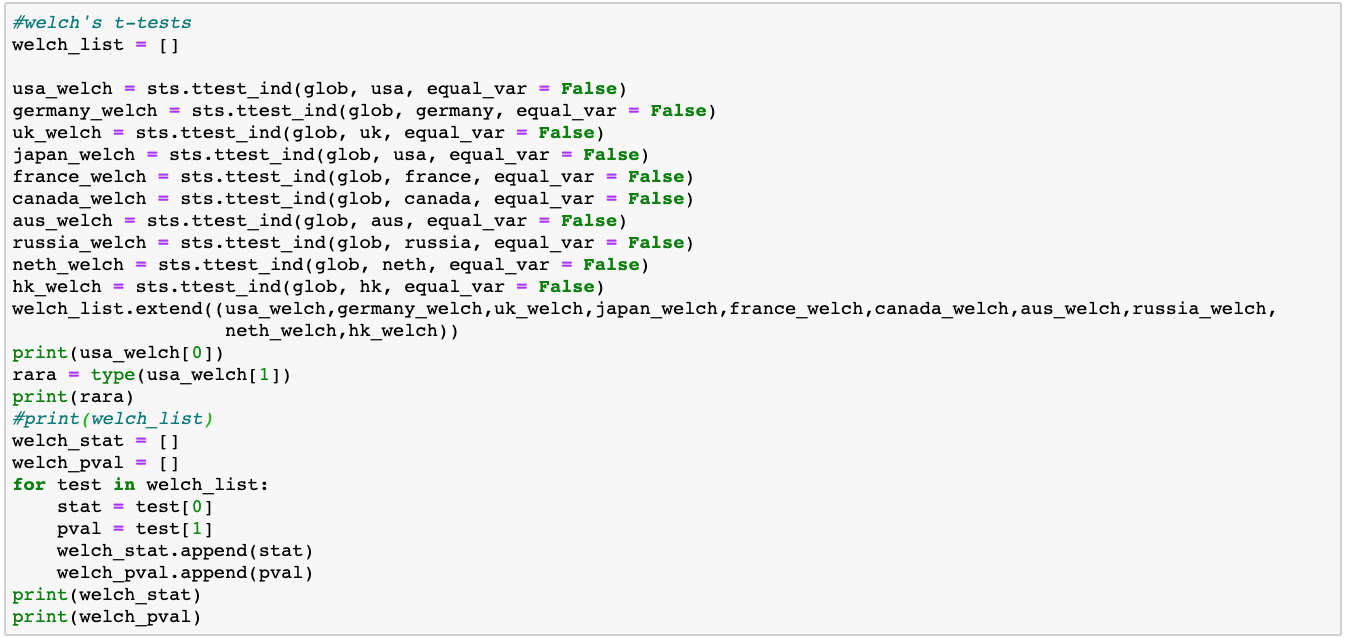 #welch's t-tests
welch_list = []

usa_welch = sts.ttest_ind(glob, usa, equal_var = False)
germany_welch = sts.ttest_ind(glob, germany, equal_var = False)
uk_welch = sts.ttest_ind(glob, uk, equal_var = False)
japan_welch = sts.ttest_ind(glob, usa, equal_var = False)
france_welch = sts.ttest_ind(glob, france, equal_var = False)
canada_welch = sts.ttest_ind(glob, canada, equal_var = False)
aus_welch = sts.ttest_ind(glob, aus, equal_var = False)
russia_welch = sts.ttest_ind(glob, russia, equal_var = False)
neth_welch = sts.ttest_ind(glob, neth, equal_var = False)
hk_welch = sts.ttest_ind(glob, hk, equal_var = False)
welch_list.extend((usa_welch,germany_welch,uk_welch,japan_welch,france_welch,canada_welch,aus_welch,russia_welch,
                   neth_welch,hk_welch))
print(usa_welch[0])
rara = type(usa_welch[1])
print(rara)
#print(welch_list)
welch_stat = []
welch_pval = []
for test in welch_list:
    stat = test[0]
    pval = test[1]
    welch_stat.append(stat)
    welch_pval.append(pval)
print(welch_stat)
print(welch_pval)